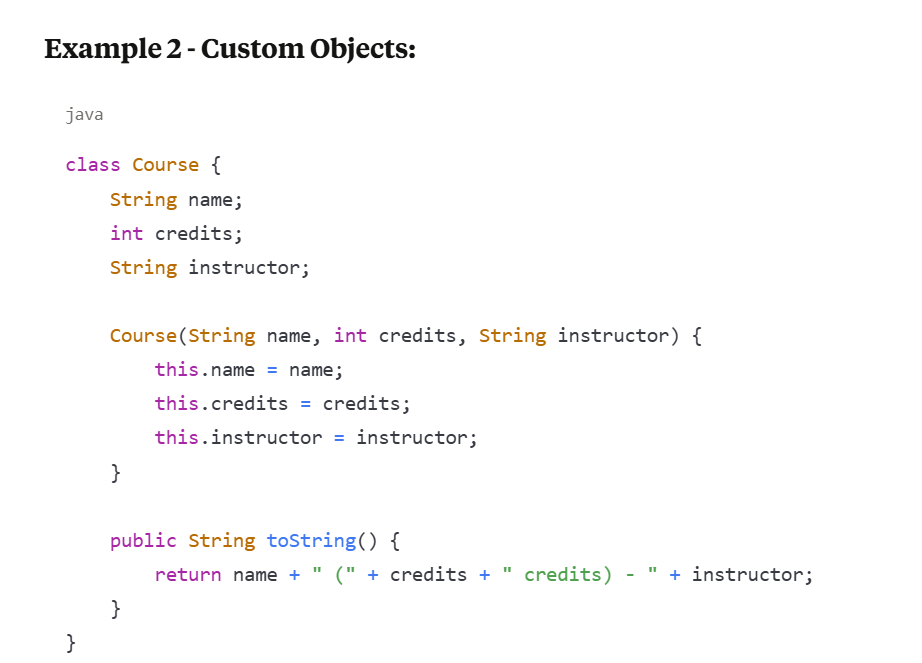 Example 2 - Custom Objects:
java
class Course {
    String name;
    int credits;
    String instructor;

    Course(String name, int credits, String instructor) {
        this.name = name;
        this.credits = credits;
        this.instructor = instructor;
    }

    public String toString() {
        return name + " (" + credits + " credits) - " + instructor;
    }
}